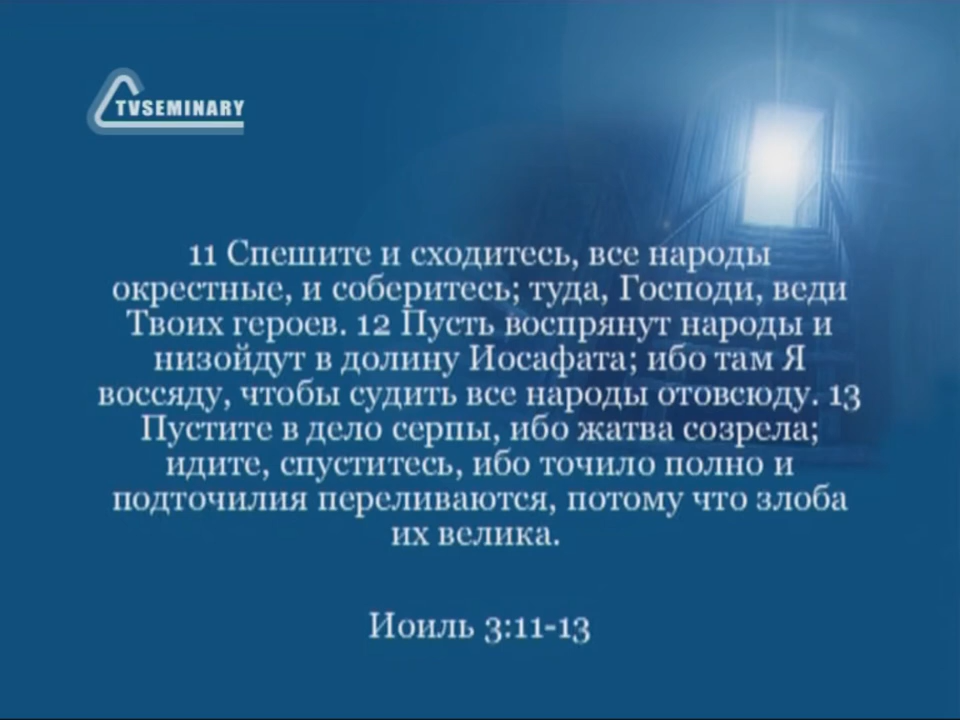 TVSEMINARY
11 Спешите и сходитесь, все народы
окрестные, и соберитесь; туда, Господи, веди
Твоих героев. 12 Пусть воспрянут народы и
низойдут в долину Иосафата; ибо там Я
воссяду, чтобы судить все народы отовсюду. 13
Пустите в дело серпы, ибо жатва созрела;
идите, спуститесь, ибо точило полно и
подточилия переливаются, потому что злоба
их велика.
Иоиль 3:11-13